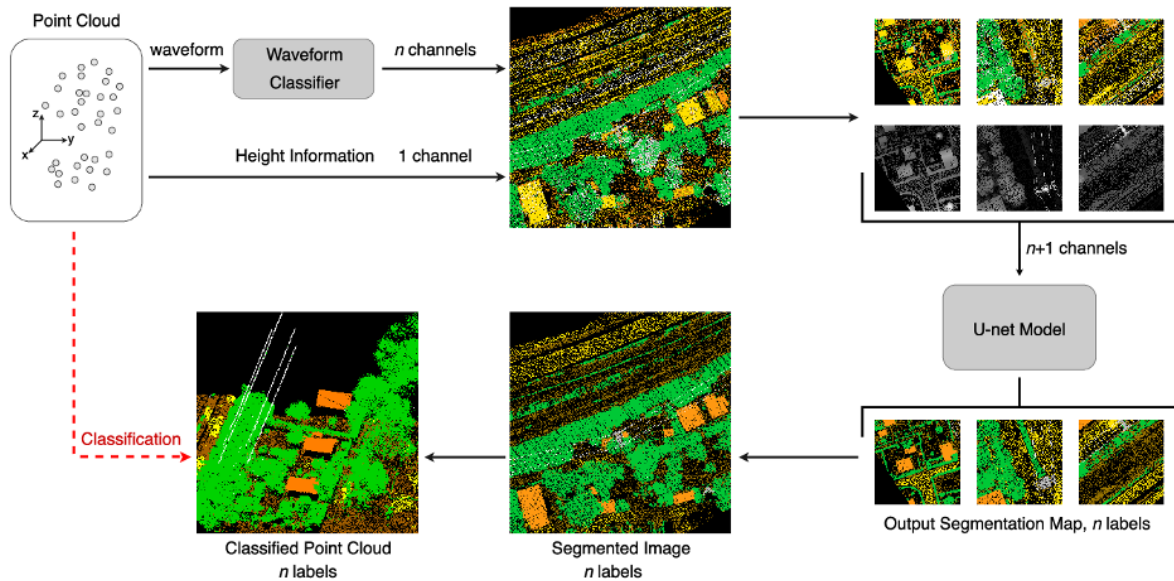 Point Cloud
waveform
Waveform
Classifier
n channels
z
y
x
Height Information
1 channel
n+1 channels
U-net Model
Classification
Classified Point Cloud
n labels
Segmented Image
n labels
Output Segmentation Map, n labels